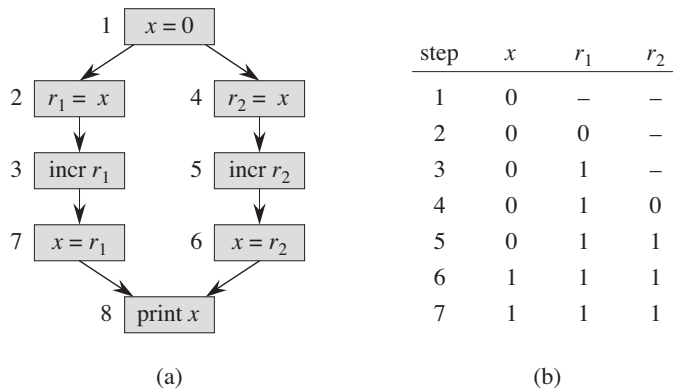 1 x = 0
2 r₁ = x 4 r₂ = x
3 incr r₁ 5 incr r₂
7 x = r₁ 6 x = r₂
8 print x
(a)
step x r₁ r₂
1 0 – –
2 0 0 –
3 0 1 –
4 0 1 0
5 0 1 1
6 1 1 1
7 1 1 1
(b)